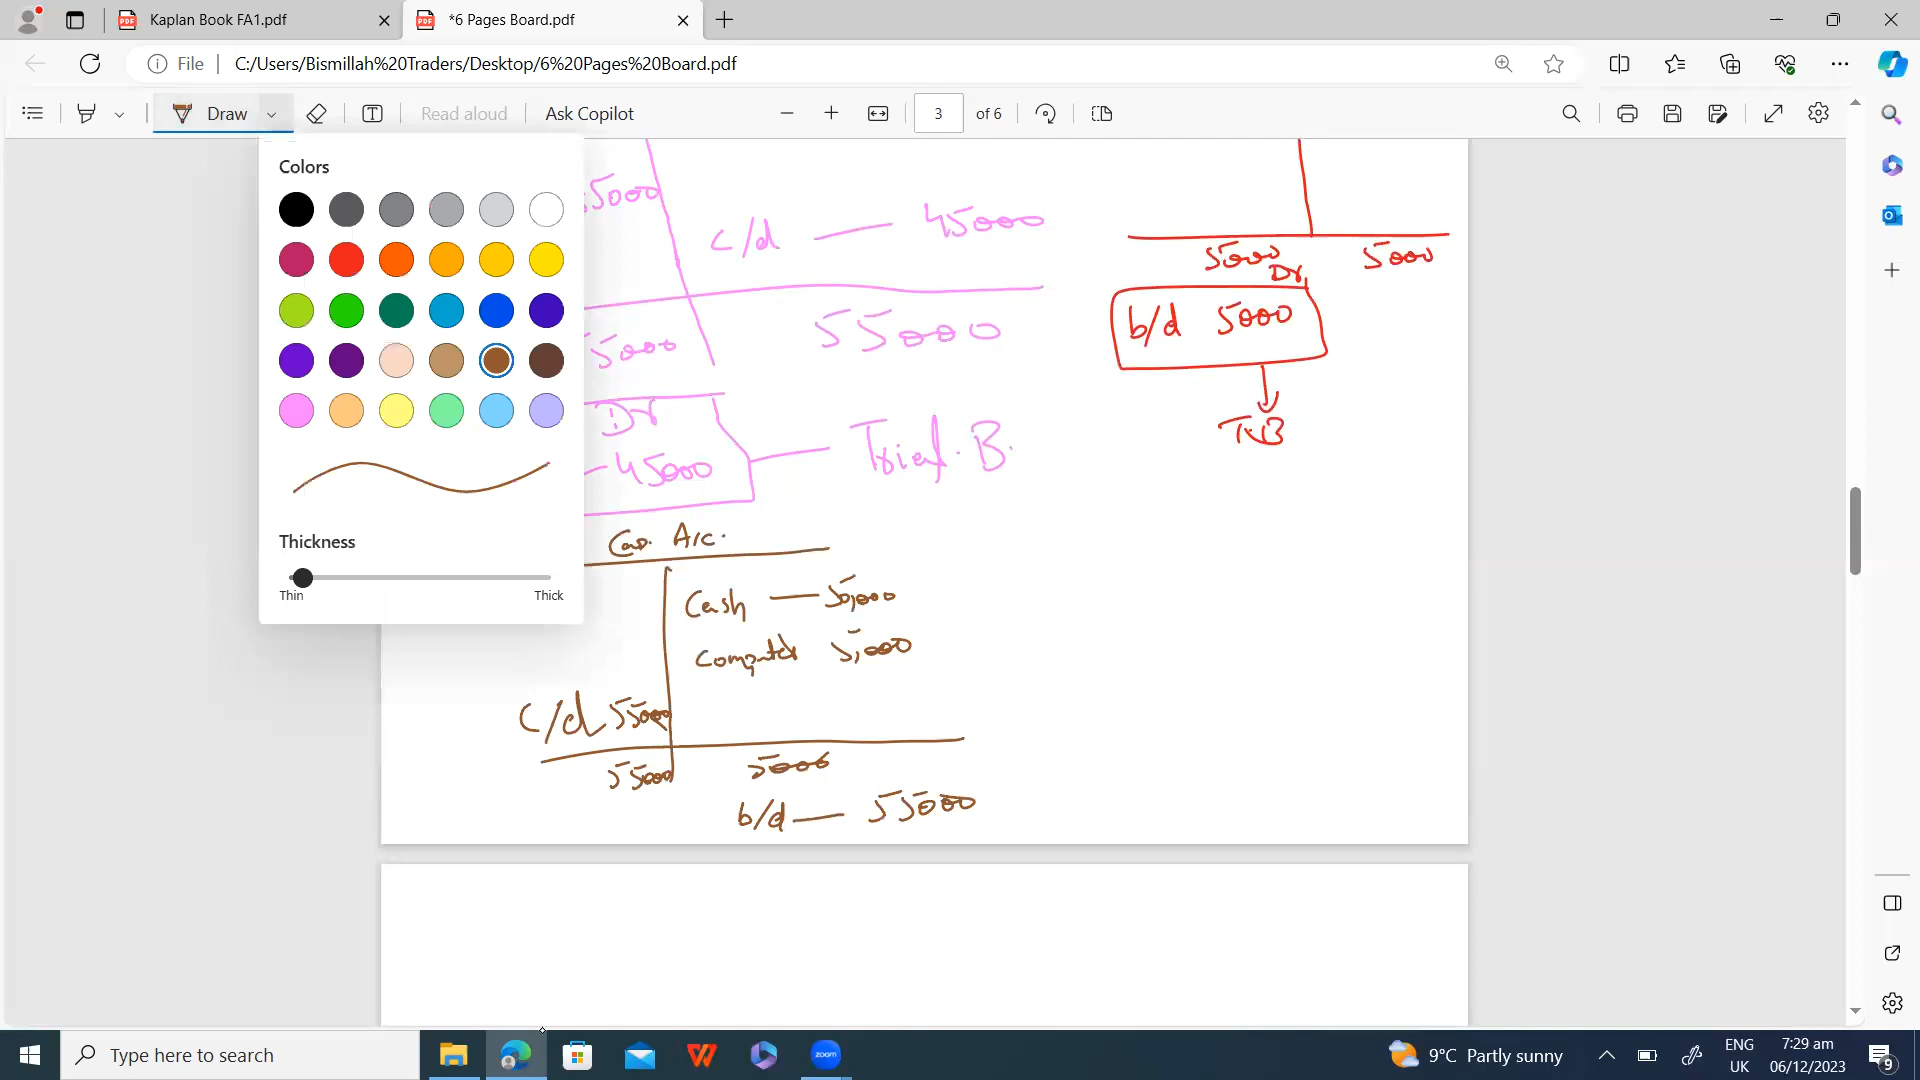 Kaplan Book FA1.pdf
*6 Pages Board.pdf
File
C:/Users/Bismillah%20Traders/Desktop/6%20Pages%20Board.pdf
Draw
Read aloud
Ask Copilot
3 of 6
Colors
Thickness
Thin
Thick
5000
c/d — 45000
5000 55000
Dr
— 45000 — Trial. B.
5000 5000
Dr
b/d 5000
T.B
Cap. A/c.
Cash — 50,000
Computer 5,000
c/d 55000
55000 55000
b/d — 55000
Type here to search
zoom
9°C Partly sunny
ENG
UK
7:29 am
06/12/2023
9